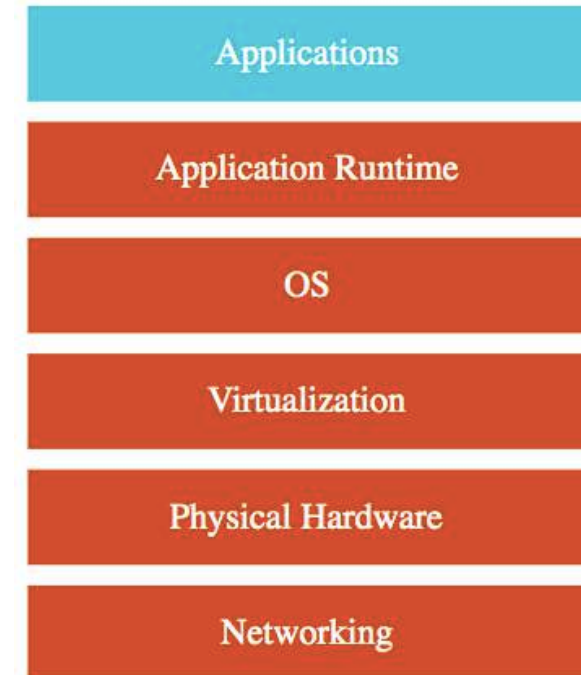 Applications
Application Runtime
OS
Virtualization
Physical Hardware
Networking